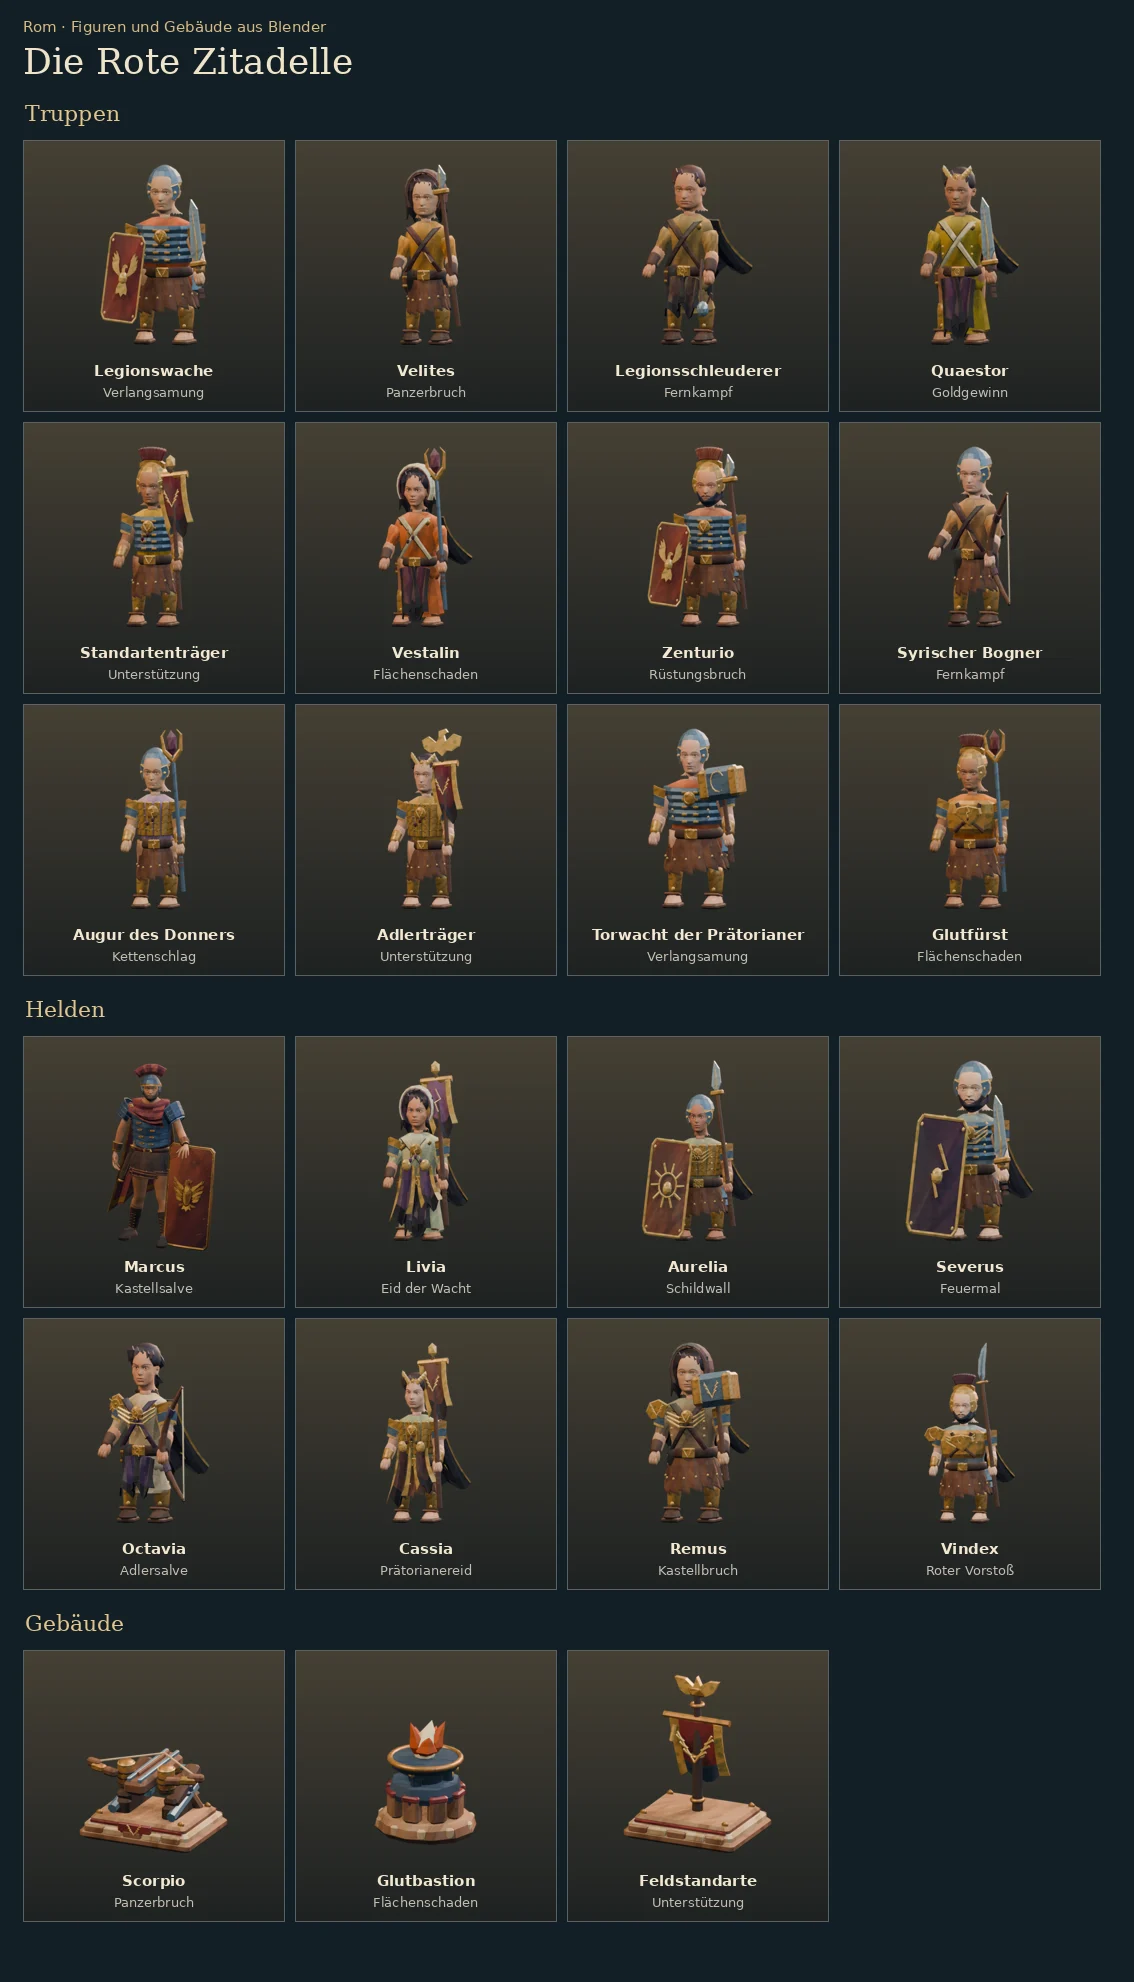 Rom · Figuren und Gebäude aus Blender
Die Rote Zitadelle
Truppen
Legionswache
Verlangsamung
Velites
Panzerbruch
Legionsschleuderer
Fernkampf
Quaestor
Goldgewinn
Standartenträger
Unterstützung
Vestalin
Flächenschaden
Zenturio
Rüstungsbruch
Syrischer Bogner
Fernkampf
Augur des Donners
Kettenschlag
Adlerträger
Unterstützung
Torwacht der Prätorianer
Verlangsamung
Glutfürst
Flächenschaden
Helden
Marcus
Kastellsalve
Livia
Eid der Wacht
Aurelia
Schildwall
Severus
Feuermal
Octavia
Adlersalve
Cassia
Prätorianereid
Remus
Kastellbruch
Vindex
Roter Vorstoß
Gebäude
Scorpio
Panzerbruch
Glutbastion
Flächenschaden
Feldstandarte
Unterstützung